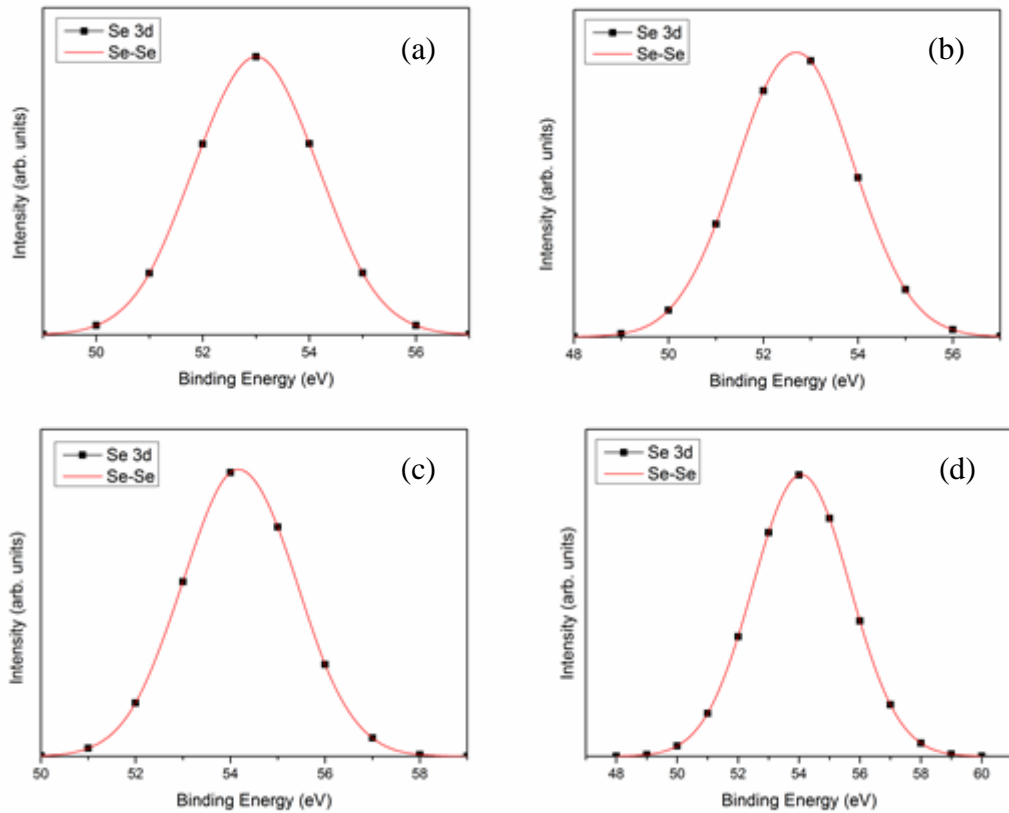 Se 3d
Se-Se
(a)
Intensity (arb. units)
50 52 54 56
Binding Energy (eV)
Se 3d
Se-Se
(b)
Intensity (arb. units)
48 50 52 54 56
Binding Energy (eV)
Se 3d
Se-Se
(c)
Intensity (arb. units)
50 52 54 56 58
Binding Energy (eV)
Se 3d
Se-Se
(d)
Intensity (arb. units)
48 50 52 54 56 58 60
Binding Energy (eV)